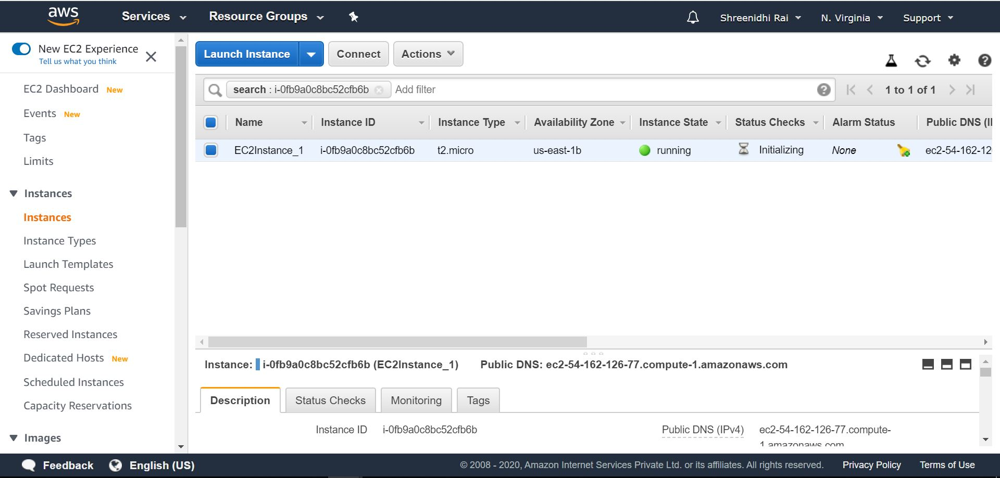 aws Services Resource Groups Shreenidhi Rai N. Virginia Support
New EC2 Experience
Tell us what you think
EC2 Dashboard New
Events New
Tags
Limits
Instances
Instances
Instance Types
Launch Templates
Spot Requests
Savings Plans
Reserved Instances
Dedicated Hosts New
Scheduled Instances
Capacity Reservations
Images
Launch Instance Connect Actions
search : i-0fb9a0c8bc52cfb6b Add filter 1 to 1 of 1
Name Instance ID Instance Type Availability Zone Instance State Status Checks Alarm Status Public DNS (I
EC2Instance_1 i-0fb9a0c8bc52cfb6b t2.micro us-east-1b running Initializing None ec2-54-162-12
Instance: i-0fb9a0c8bc52cfb6b (EC2Instance_1) Public DNS: ec2-54-162-126-77.compute-1.amazonaws.com
Description Status Checks Monitoring Tags
Instance ID i-0fb9a0c8bc52cfb6b Public DNS (IPv4) ec2-54-162-126-77.compute-
1.amazonaws.com
Feedback English (US) © 2008 - 2020, Amazon Internet Services Private Ltd. or its affiliates. All rights reserved. Privacy Policy Terms of Use